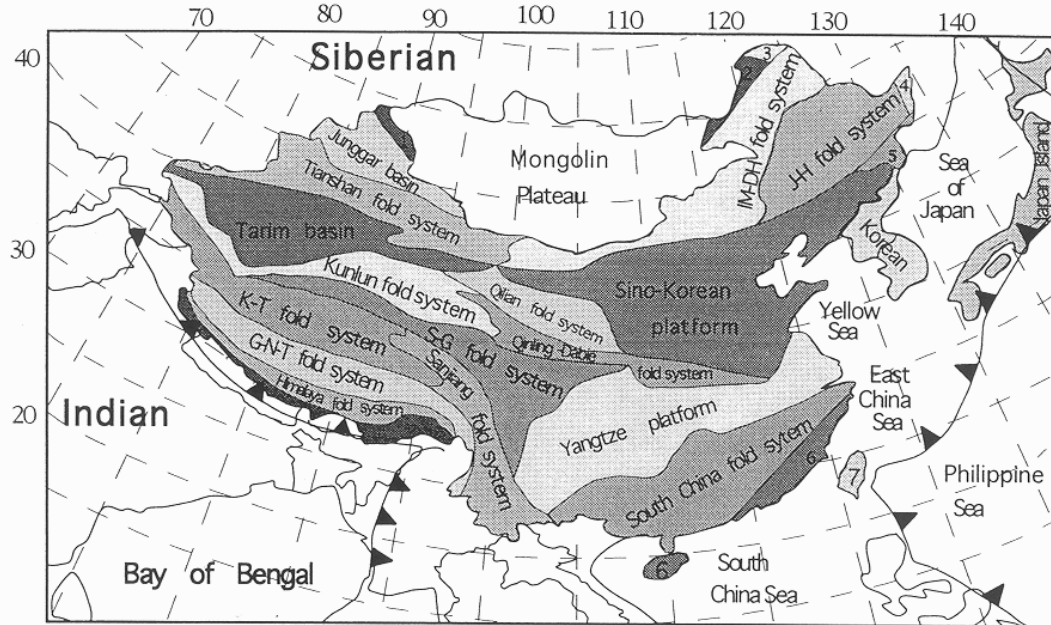 70 80 90 100 110 120 130 140
40
30
20
Siberian
3
2
4
5
Mongolin
Plateau
IM-DH fold system
J-H fold system
Sea
of
Japan
Japan island
Junggar basin
Tianshan fold system
Tarim basin
Korean
Kunlun fold system
Qilian fold system
Sino-Korean
platform
Yellow
Sea
K-T fold system
S-G fold system
Qinling-Dabie
fold system
G-N-T fold system
Sanjiang fold system
Himalaya fold system
East
China
Sea
Indian
Yangtze platform
South China fold sytem
6
7
Philippine
Sea
6
Bay of Bengal
South
China Sea